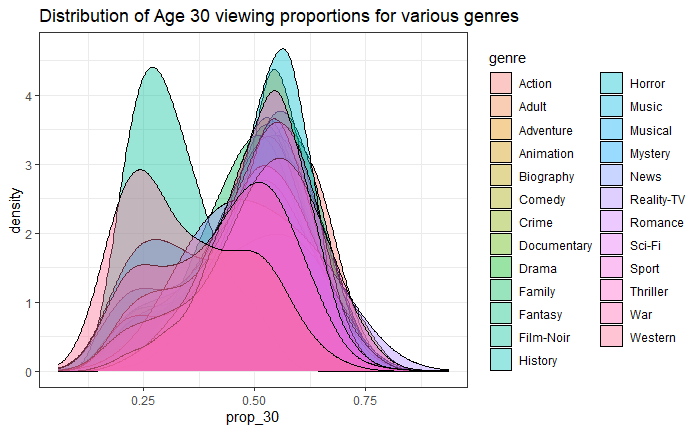 Distribution of Age 30 viewing proportions for various genres
density
4
3
2
1
0
0.25 0.50 0.75
prop_30
genre
Action
Adult
Adventure
Animation
Biography
Comedy
Crime
Documentary
Drama
Family
Fantasy
Film-Noir
History
Horror
Music
Musical
Mystery
News
Reality-TV
Romance
Sci-Fi
Sport
Thriller
War
Western